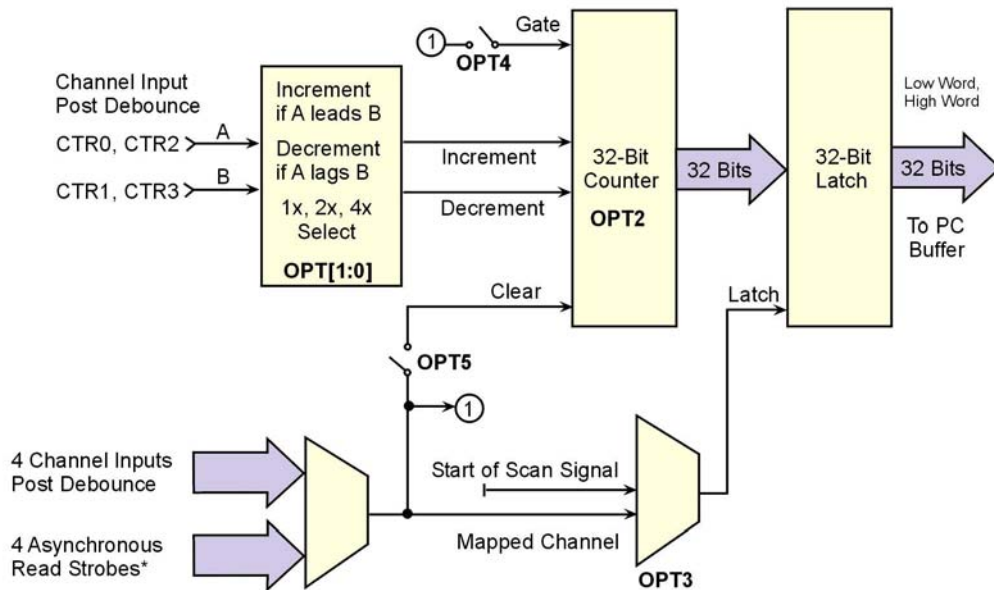 1
Gate
OPT4
Channel Input
Post Debounce
CTR0, CTR2
A
CTR1, CTR3
B
Increment
if A leads B
Decrement
if A lags B
1x, 2x, 4x
Select
OPT[1:0]
Increment
Decrement
32-Bit
Counter
OPT2
32 Bits
32-Bit
Latch
Low Word,
High Word
32 Bits
To PC
Buffer
Clear
Latch
OPT5
1
4 Channel Inputs
Post Debounce
4 Asynchronous
Read Strobes*
Start of Scan Signal
Mapped Channel
OPT3